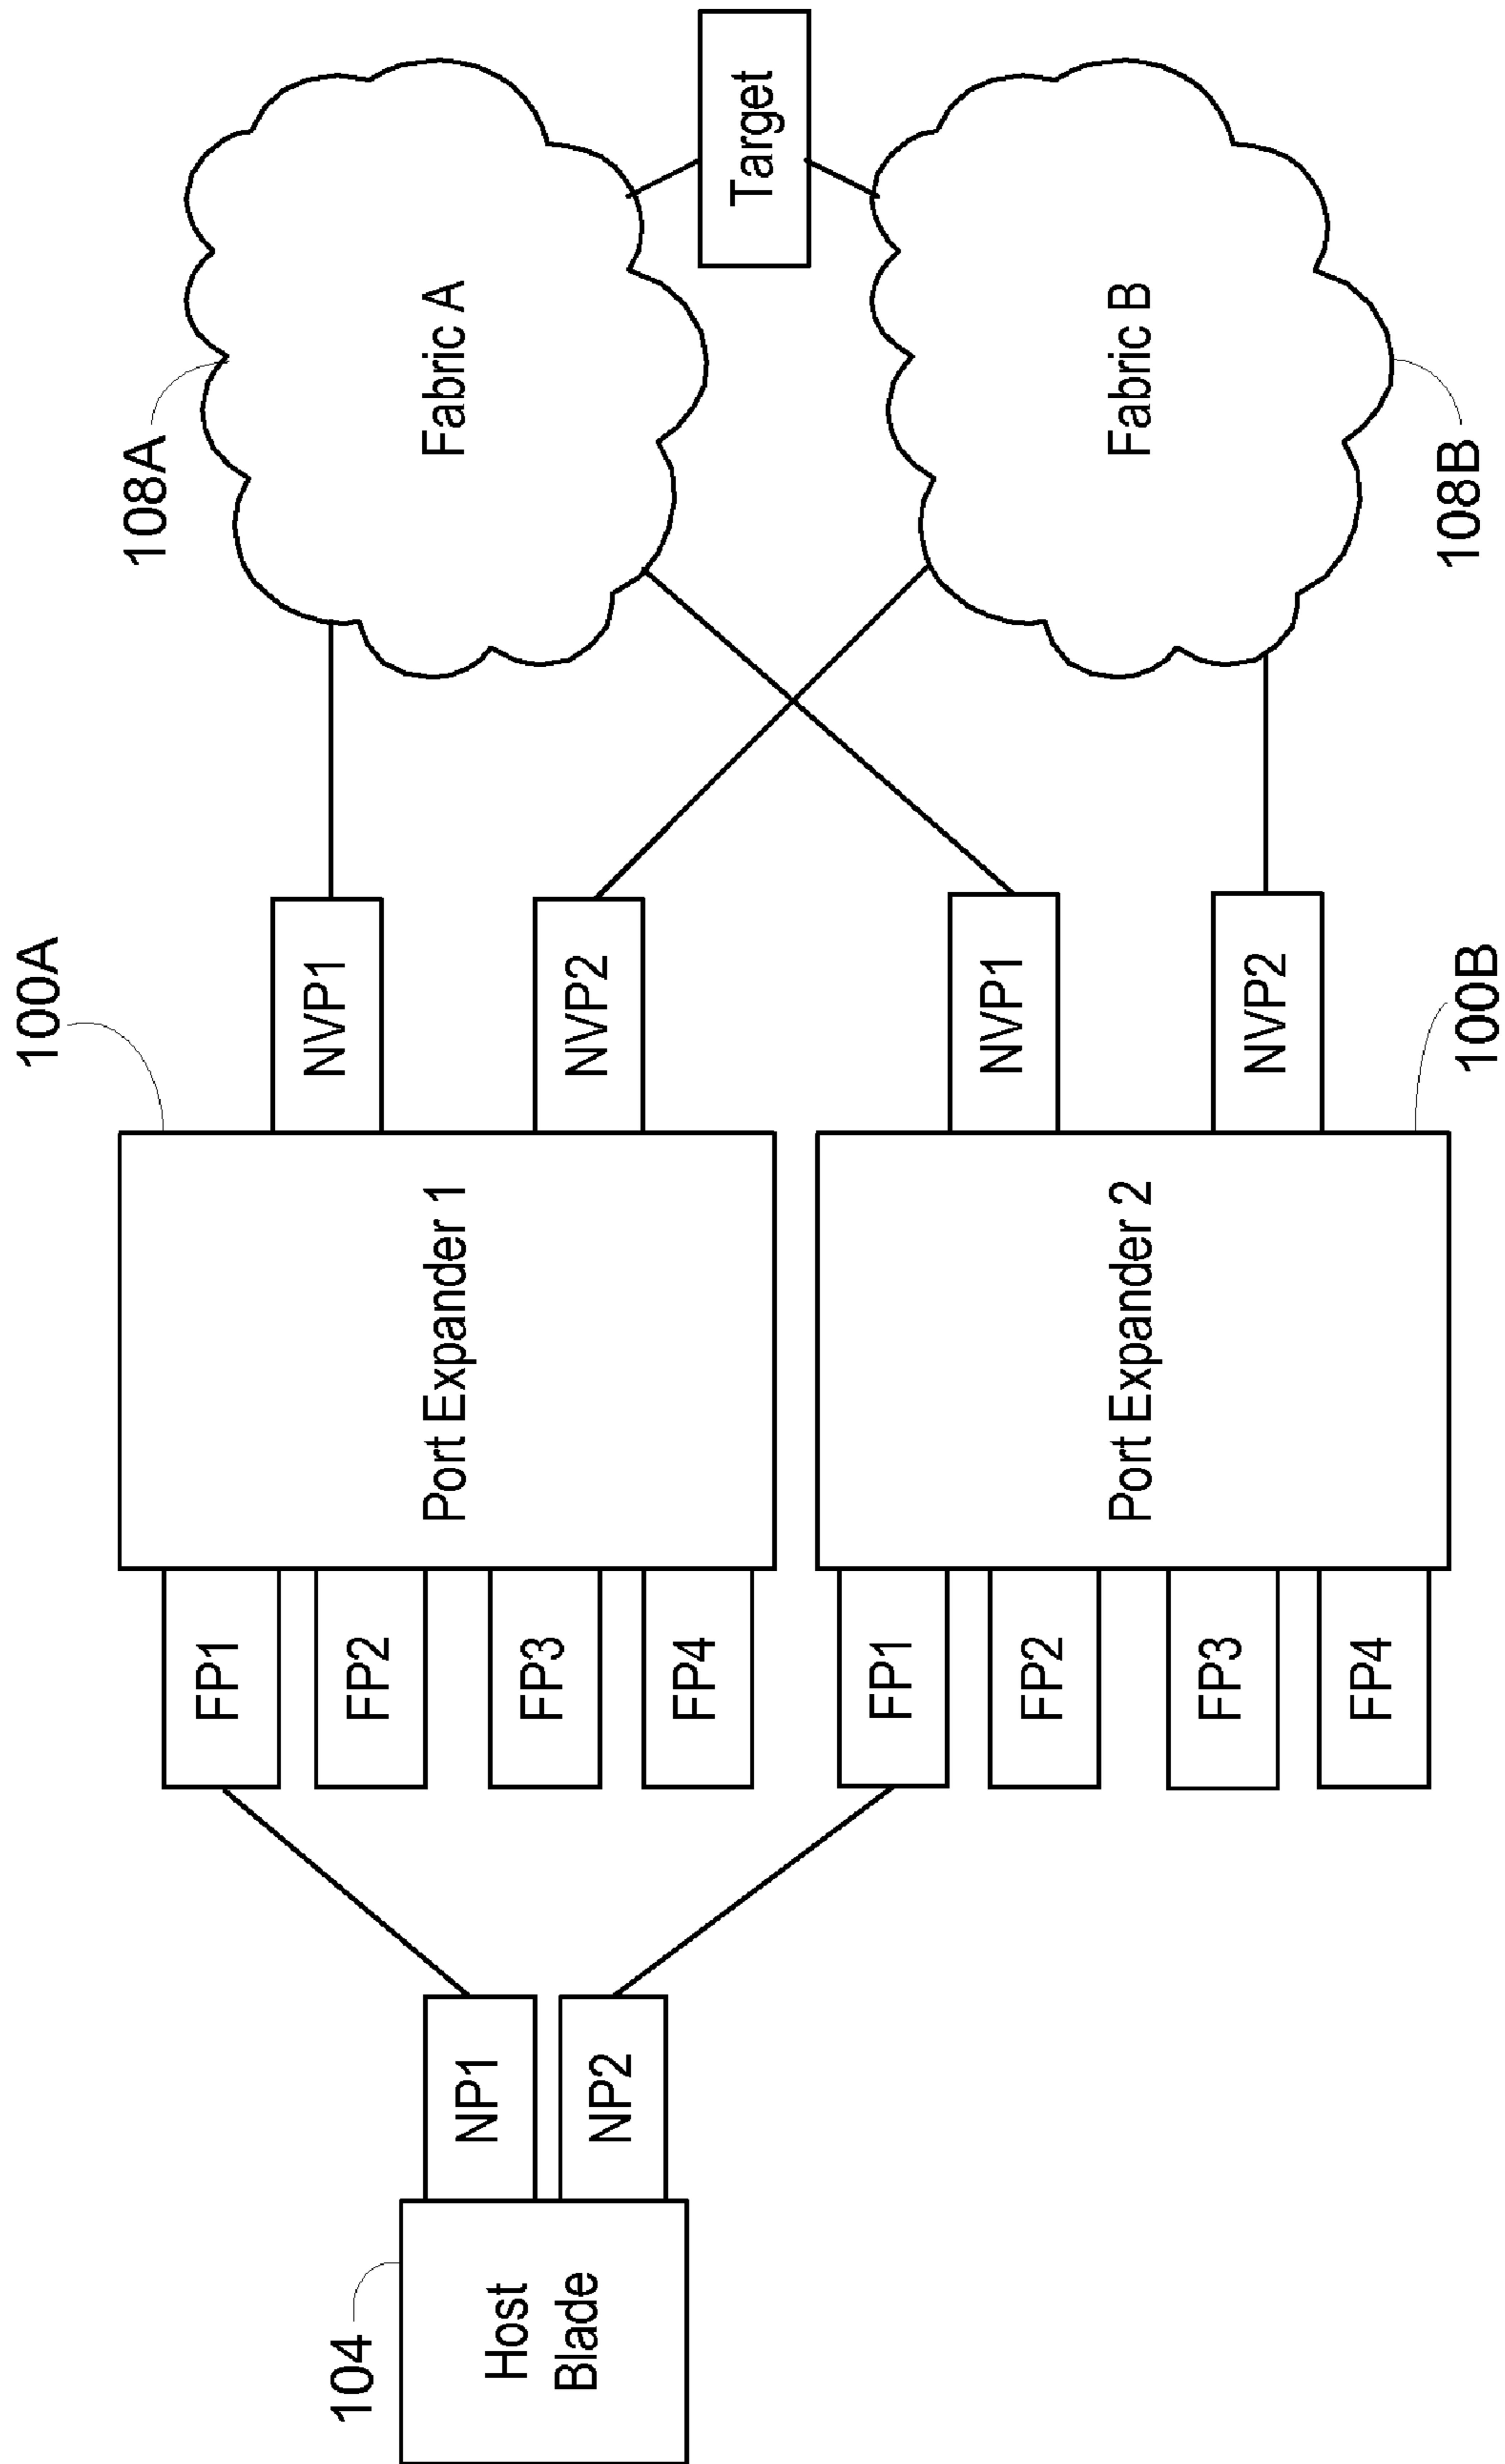 104
Host
Blade
NP1
NP2
FP1
FP2
FP3
FP4
FP1
FP2
FP3
FP4
100A
Port Expander 1
Port Expander 2
100B
NVP1
NVP2
NVP1
NVP2
108A
Fabric A
Fabric B
108B
Target